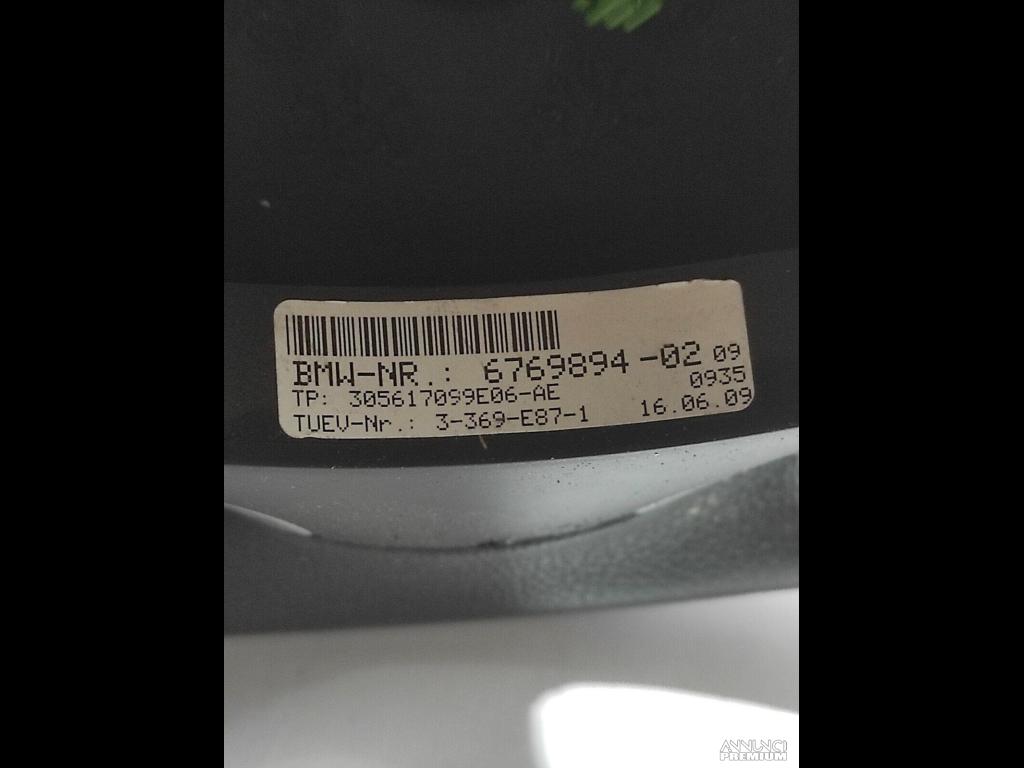 BMW-NR.: 6769894-02 09
0935
TP: 305617099E06-AE
TUEV-Nr.: 3-369-E87-1 16.06.09
ANNUNCI
PREMIUM